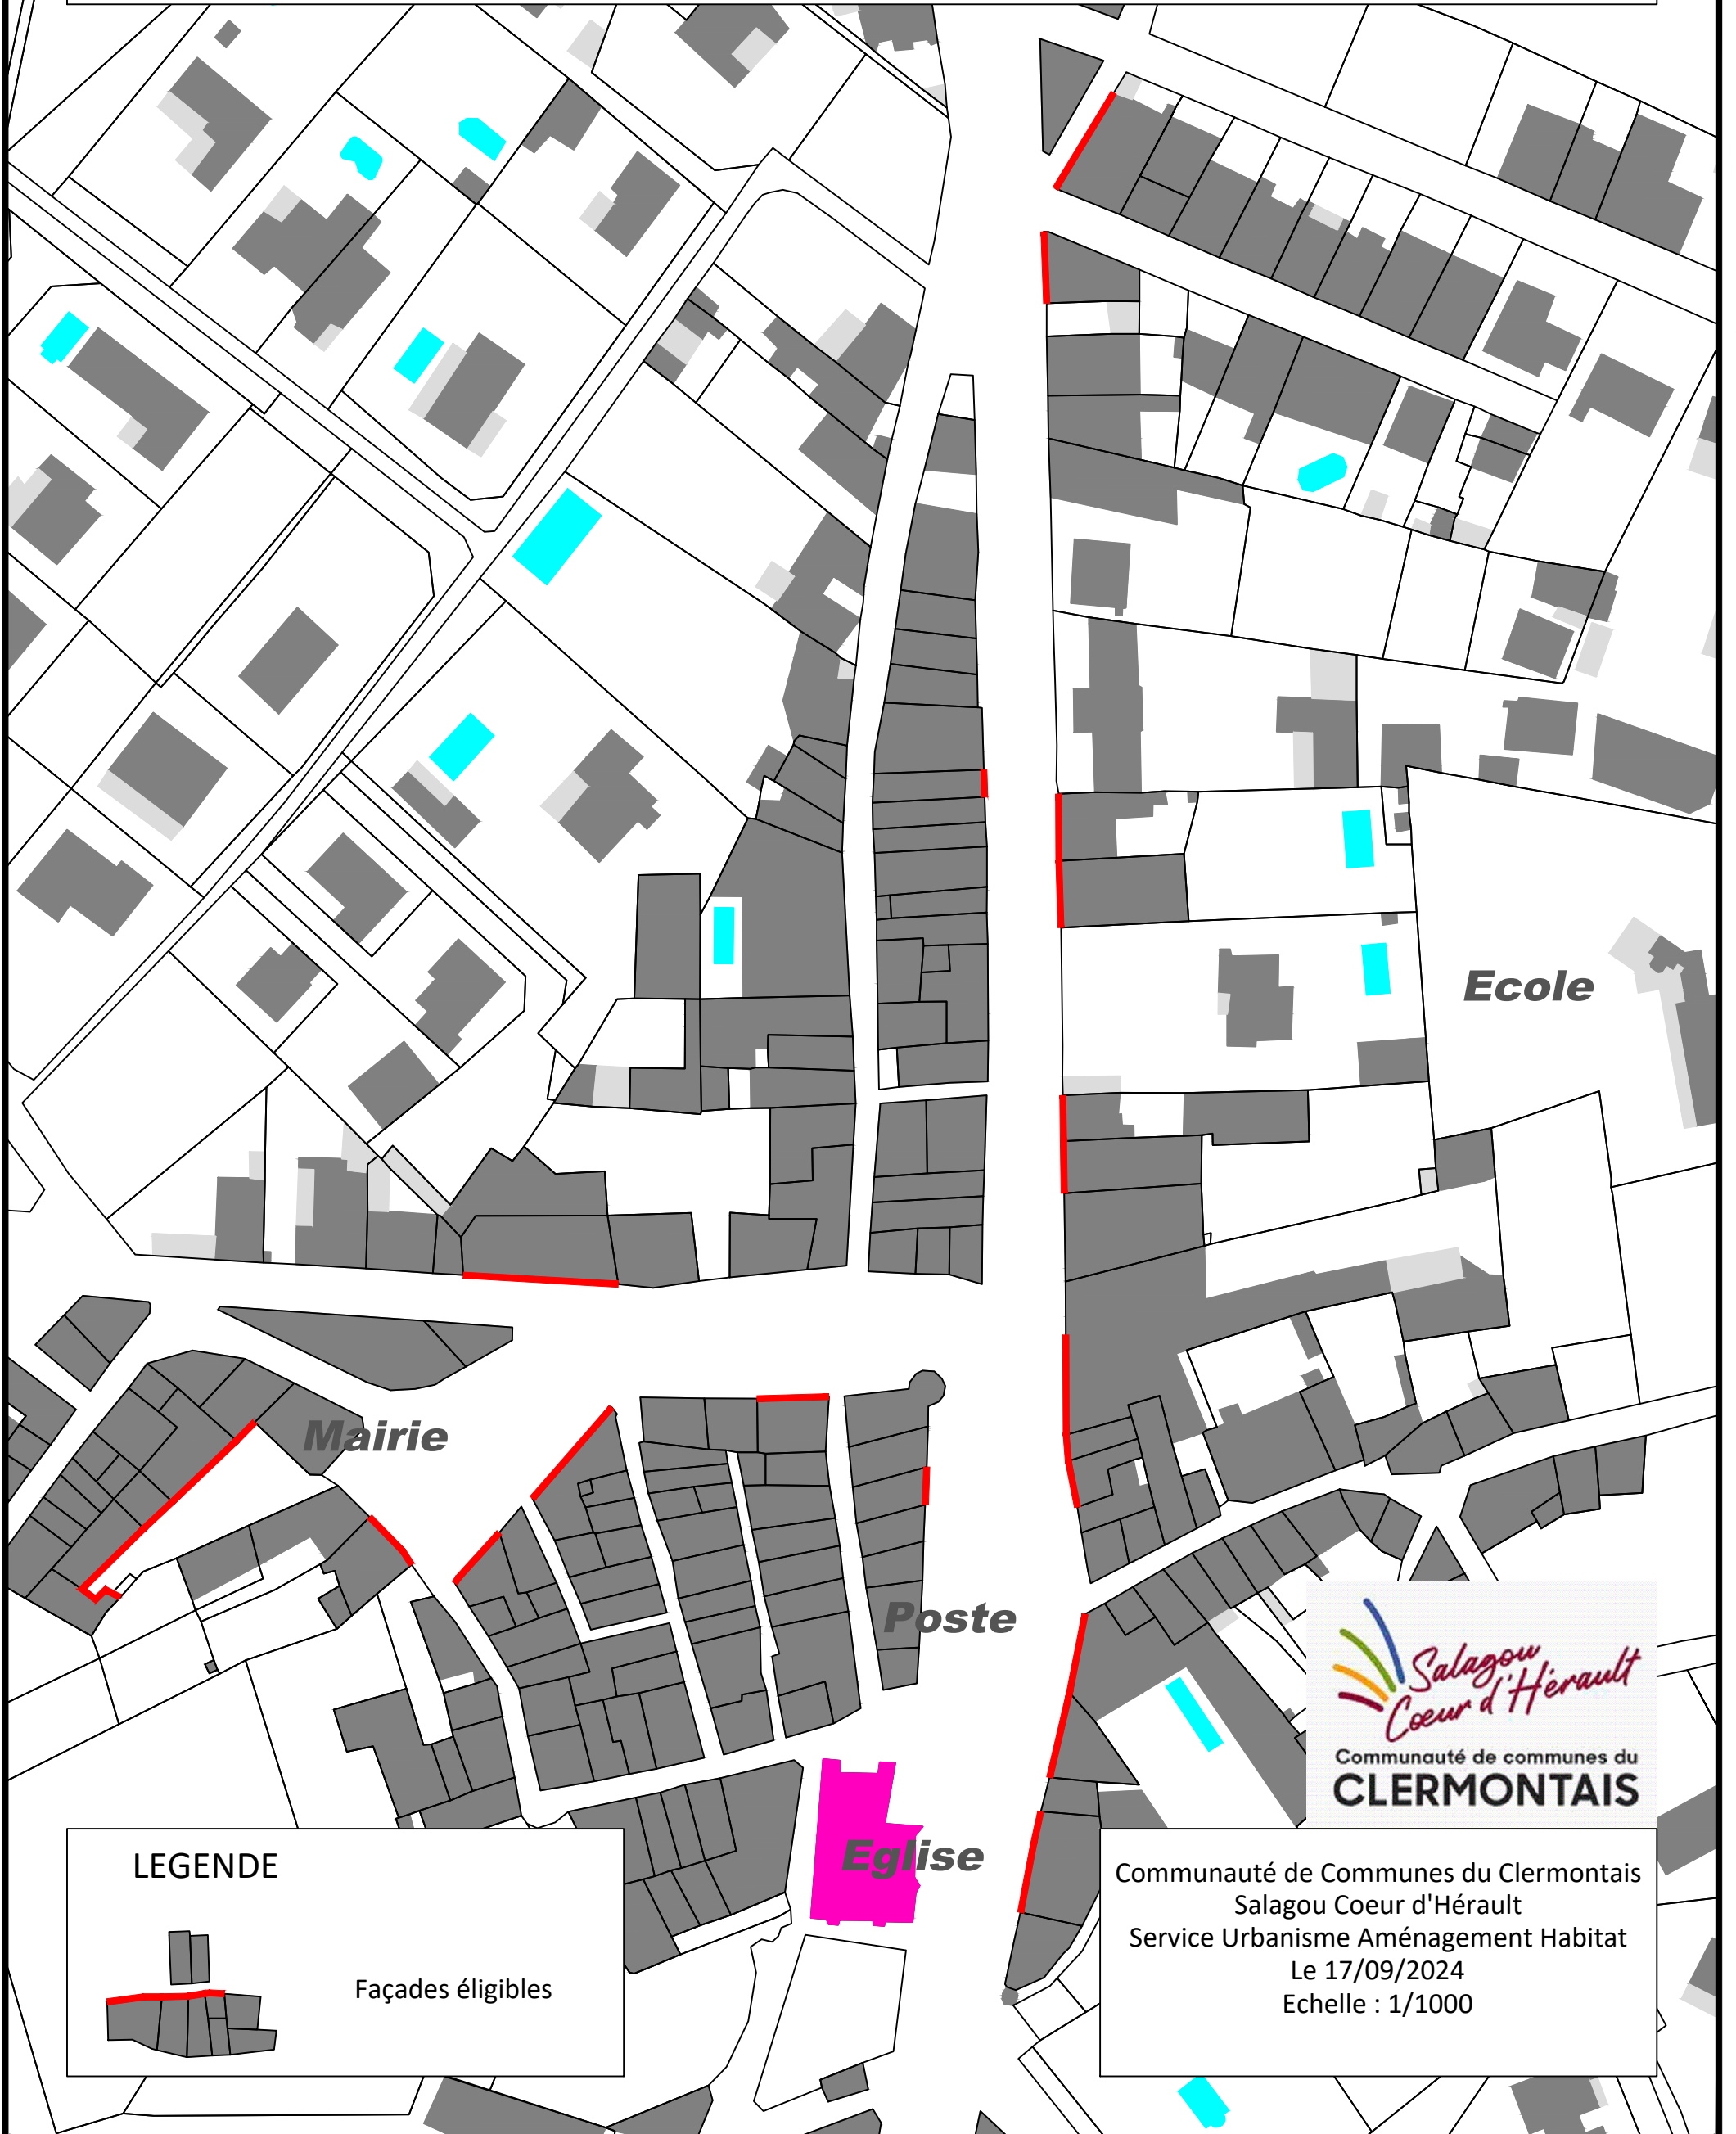 Ecole
Mairie
Poste
Salagou
Coeur d'Hérault
Communauté de communes du
CLERMONTAIS
Eglise
LEGENDE
Façades éligibles
Communauté de Communes du Clermontais
Salagou Coeur d'Hérault
Service Urbanisme Aménagement Habitat
Le 17/09/2024
Echelle : 1/1000